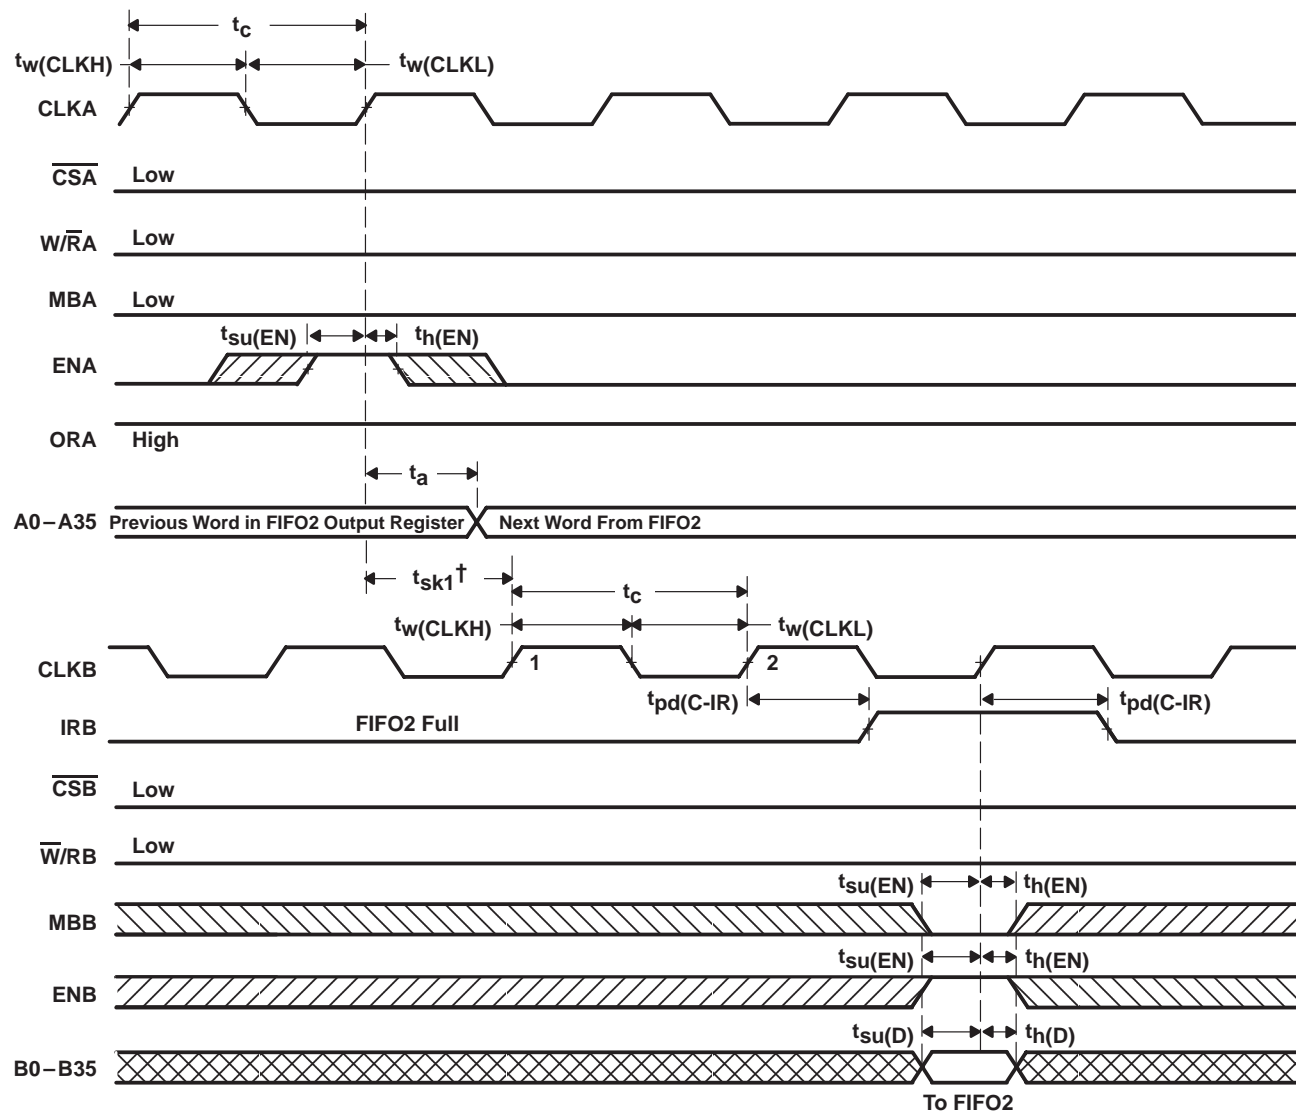 tc
tw(CLKH) tw(CLKL)
CLKA
CSA Low
W/RA Low
MBA Low
tsu(EN) th(EN)
ENA
ORA High
ta
A0–A35 Previous Word in FIFO2 Output Register Next Word From FIFO2
tsk1†
tc
tw(CLKH) tw(CLKL)
CLKB 1 2
tpd(C-IR) tpd(C-IR)
IRB FIFO2 Full
CSB Low
W/RB Low
tsu(EN) th(EN)
MBB
tsu(EN) th(EN)
ENB
tsu(D) th(D)
B0–B35
To FIFO2